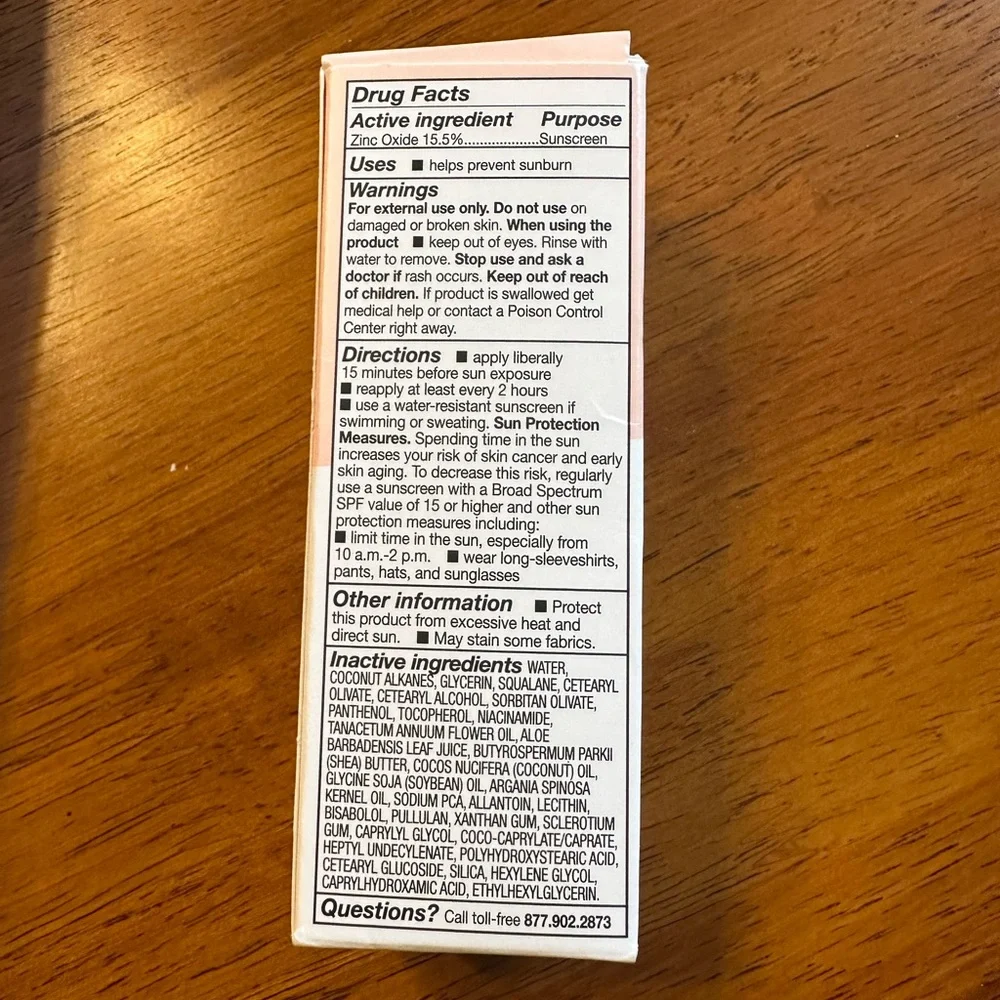 Drug Facts
Active ingredient Purpose
Zinc Oxide 15.5%....................Sunscreen
Uses ■ helps prevent sunburn
Warnings
For external use only. Do not use on
damaged or broken skin. When using the
product ■ keep out of eyes. Rinse with
water to remove. Stop use and ask a
doctor if rash occurs. Keep out of reach
of children. If product is swallowed get
medical help or contact a Poison Control
Center right away.
Directions ■ apply liberally
15 minutes before sun exposure
■ reapply at least every 2 hours
■ use a water-resistant sunscreen if
swimming or sweating. Sun Protection
Measures. Spending time in the sun
increases your risk of skin cancer and early
skin aging. To decrease this risk, regularly
use a sunscreen with a Broad Spectrum
SPF value of 15 or higher and other sun
protection measures including:
■ limit time in the sun, especially from
10 a.m.-2 p.m. ■ wear long-sleeveshirts,
pants, hats, and sunglasses
Other information ■ Protect
this product from excessive heat and
direct sun. ■ May stain some fabrics.
Inactive ingredients WATER,
COCONUT ALKANES, GLYCERIN, SQUALANE, CETEARYL
OLIVATE, CETEARYL ALCOHOL, SORBITAN OLIVATE,
PANTHENOL, TOCOPHEROL, NIACINAMIDE,
TANACETUM ANNUUM FLOWER OIL, ALOE
BARBADENSIS LEAF JUICE, BUTYROSPERMUM PARKII
(SHEA) BUTTER, COCOS NUCIFERA (COCONUT) OIL,
GLYCINE SOJA (SOYBEAN) OIL, ARGANIA SPINOSA
KERNEL OIL, SODIUM PCA, ALLANTOIN, LECITHIN,
BISABOLOL, PULLULAN, XANTHAN GUM, SCLEROTIUM
GUM, CAPRYLYL GLYCOL, COCO-CAPRYLATE/CAPRATE,
HEPTYL UNDECYLENATE, POLYHYDROXYSTEARIC ACID,
CETEARYL GLUCOSIDE, SILICA, HEXYLENE GLYCOL,
CAPRYLHYDROXAMIC ACID, ETHYLHEXYLGLYCERIN.
Questions? Call toll-free 877.902.2873